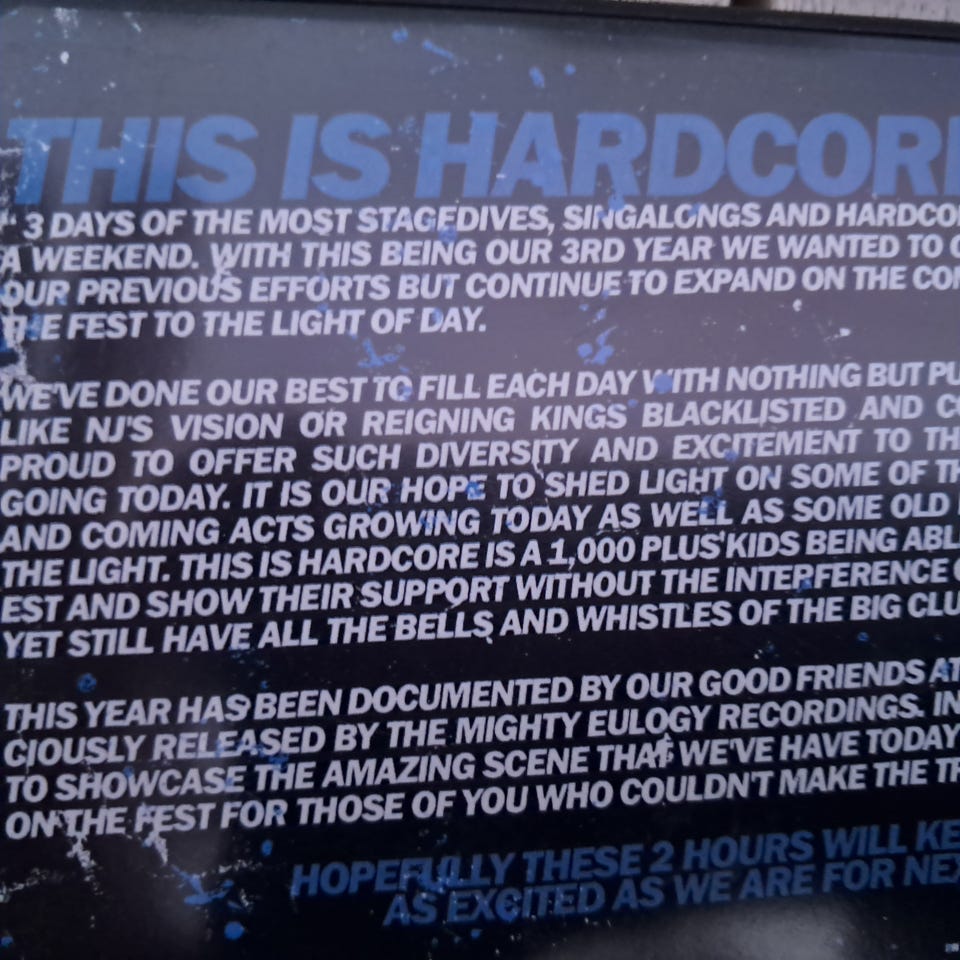 THIS IS HARDCOR
" 3 DAYS OF THE MOST STAGEDIVES, SINGALONGS AND HARDCO
A WEEKEND. WITH THIS BEING OUR 3RD YEAR WE WANTED TO
OUR PREVIOUS EFFORTS BUT CONTINUE TO EXPAND ON THE CO
THE FEST TO THE LIGHT OF DAY.
WE'VE DONE OUR BEST TO FILL EACH DAY WITH NOTHING BUT PU
LIKE NJ'S VISION OR REIGNING KINGS BLACKLISTED AND C
PROUD TO OFFER SUCH DIVERSITY AND EXCITEMENT TO TH
GOING TODAY. IT IS OUR HOPE TO SHED LIGHT ON SOME OF TH
AND COMING ACTS GROWING TODAY AS WELL AS SOME OLD
THE LIGHT. THIS IS HARDCORE IS A 1,000 PLUS KIDS BEING ABL
EST AND SHOW THEIR SUPPORT WITHOUT THE INTERFERENCE
YET STILL HAVE ALL THE BELLS AND WHISTLES OF THE BIG CLU
THIS YEAR HAS BEEN DOCUMENTED BY OUR GOOD FRIENDS AT
CIOUSLY RELEASED BY THE MIGHTY EULOGY RECORDINGS. IN
TO SHOWCASE THE AMAZING SCENE THAT WE'VE HAVE TODAY
ON THE FEST FOR THOSE OF YOU WHO COULDN'T MAKE THE TR
HOPEFULLY THESE 2 HOURS WILL KE
AS EXCITED AS WE ARE FOR NEX